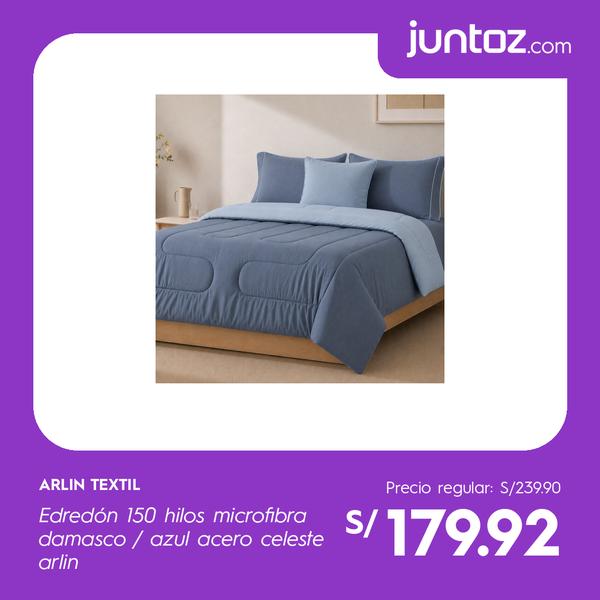 juntoz.com
ARLIN TEXTIL
Edredón 150 hilos microfibra
damasco / azul acero celeste
arlin
Precio regular: S/239.90
S/179.92